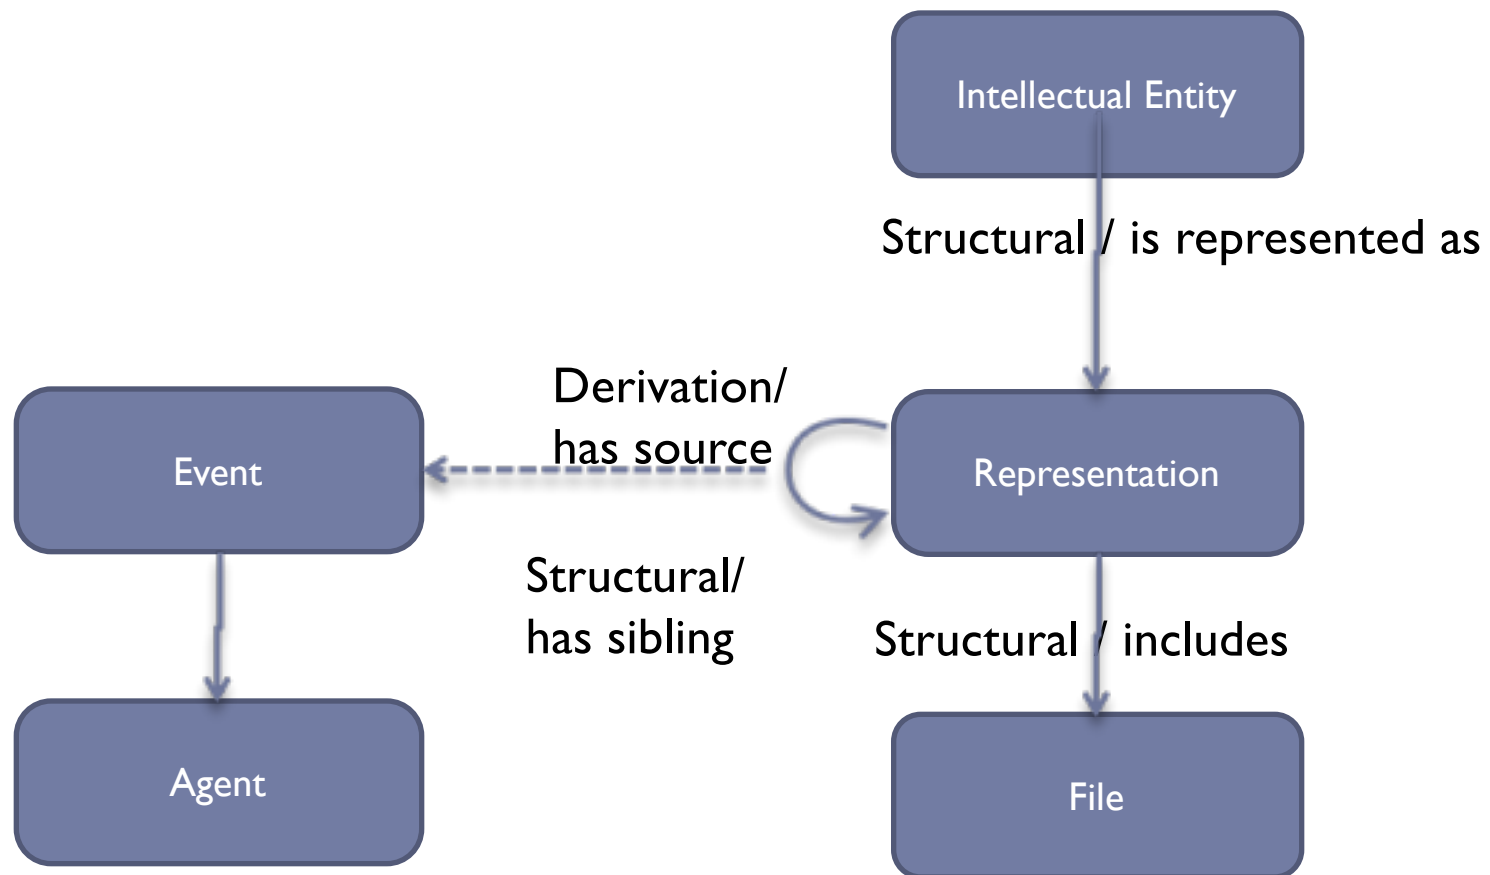 Intellectual Entity
Structural / is represented as
Derivation/
has source
Event
Representation
Structural/
has sibling
Structural / includes
Agent
File